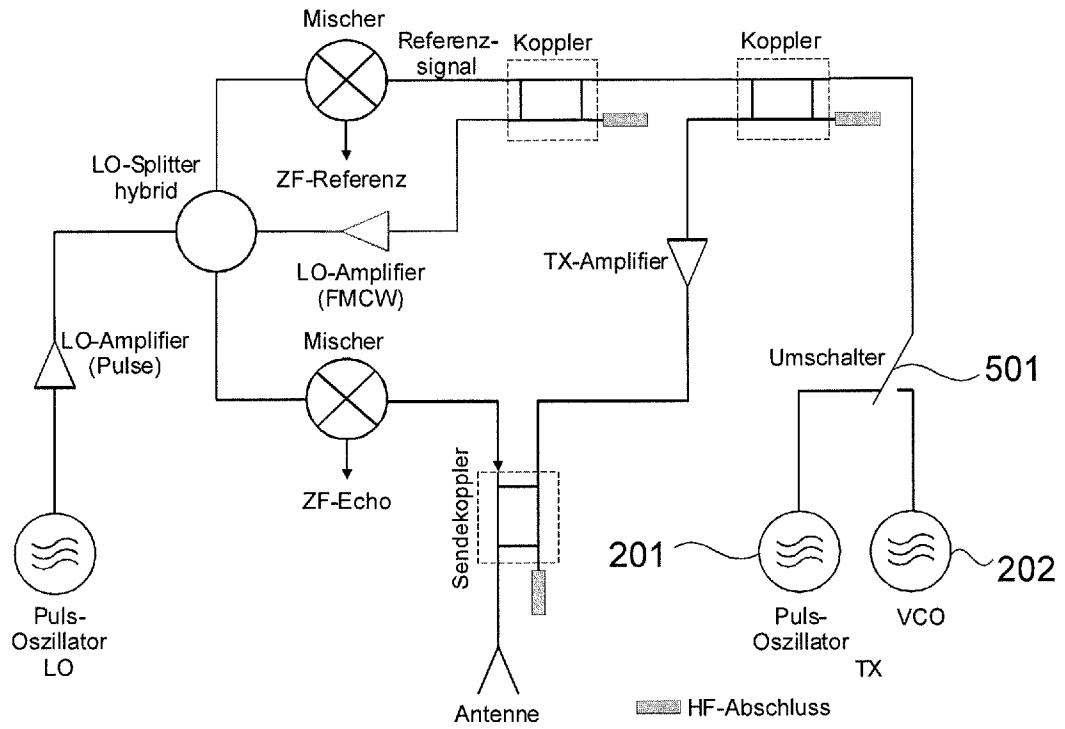 Mischer
Referenz-
signal
Koppler
Koppler
LO-Splitter
hybrid
ZF-Referenz
LO-Amplifier
(FMCW)
TX-Amplifier
LO-Amplifier
(Pulse)
Mischer
Umschalter
501
ZF-Echo
Sendekoppler
201
202
Puls-
Oszillator
LO
Puls-
Oszillator
VCO
TX
Antenne
HF-Abschluss